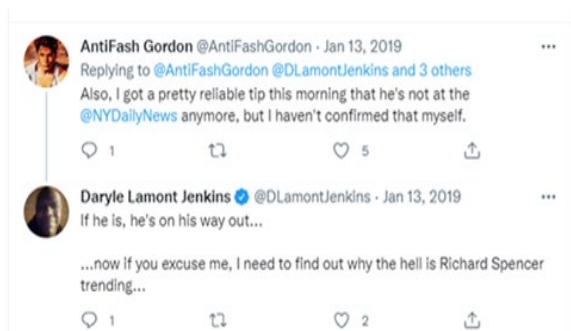 AntiFash Gordon @AntiFashGordon · Jan 13, 2019
Replying to @AntiFashGordon @DLamontJenkins and 3 others
Also, I got a pretty reliable tip this morning that he's not at the
@NYDailyNews anymore, but I haven't confirmed that myself.
1 5
Daryle Lamont Jenkins @DLamontJenkins · Jan 13, 2019
If he is, he's on his way out...
...now if you excuse me, I need to find out why the hell is Richard Spencer
trending...
1 2